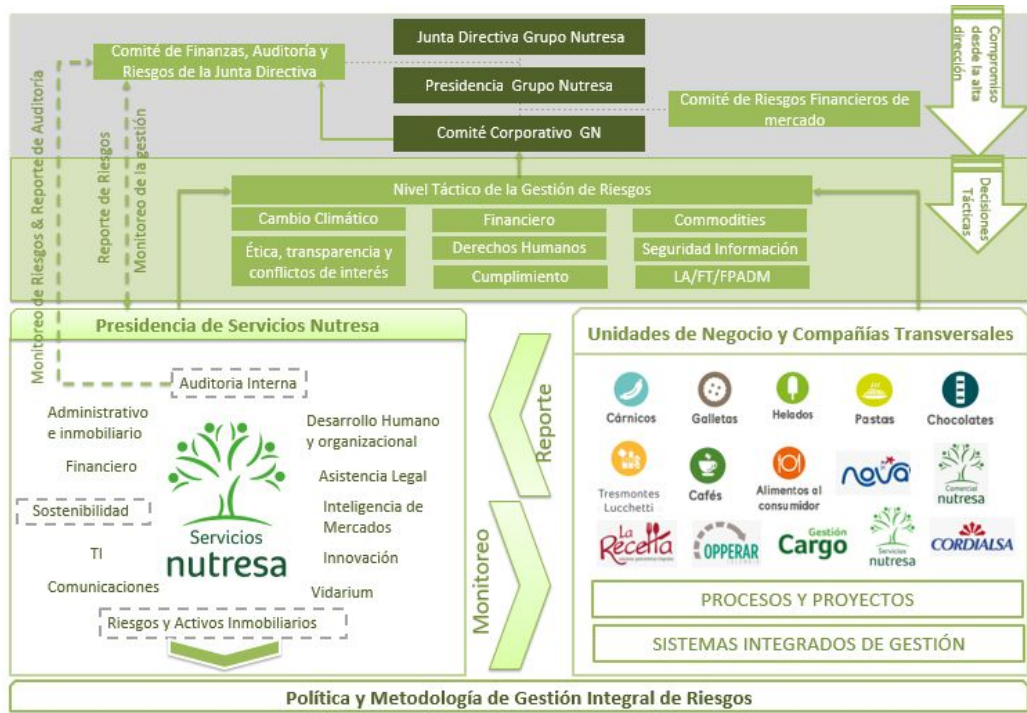 Junta Directiva Grupo Nutresa
Comité de Finanzas, Auditoría y
Riesgos de la Junta Directiva
Presidencia Grupo Nutresa
Comité de Riesgos Financieros de
mercado
Comité Corporativo GN
Compromiso
desde la alta
dirección
Monitoreo de Riesgos & Reporte de Auditoría
Reporte de Riesgos
Monitoreo de la gestión
Nivel Táctico de la Gestión de Riesgos
Cambio Climático
Financiero
Commodities
Ética, transparencia y
conflictos de interés
Derechos Humanos
Seguridad Información
Cumplimiento
LA/FT/FPADM
Decisiones
Tácticas
Presidencia de Servicios Nutresa
Auditoria Interna
Administrativo
e inmobiliario
Financiero
Sostenibilidad
TI
Comunicaciones
Servicios
nutresa
Desarrollo Humano
y organizacional
Asistencia Legal
Inteligencia de
Mercados
Innovación
Vidarium
Riesgos y Activos Inmobiliarios
Reporte
Monitoreo
Unidades de Negocio y Compañías Transversales
Cárnicos
Galletas
Helados
Pastas
Chocolates
Tresmontes
Lucchetti
Cafés
Alimentos al
consumidor
nova
Comercial
nutresa
La
Receta
OPPERAR
Gestión
Cargo
Servicios
nutresa
CORDIALSA
PROCESOS Y PROYECTOS
SISTEMAS INTEGRADOS DE GESTIÓN
Política y Metodología de Gestión Integral de Riesgos